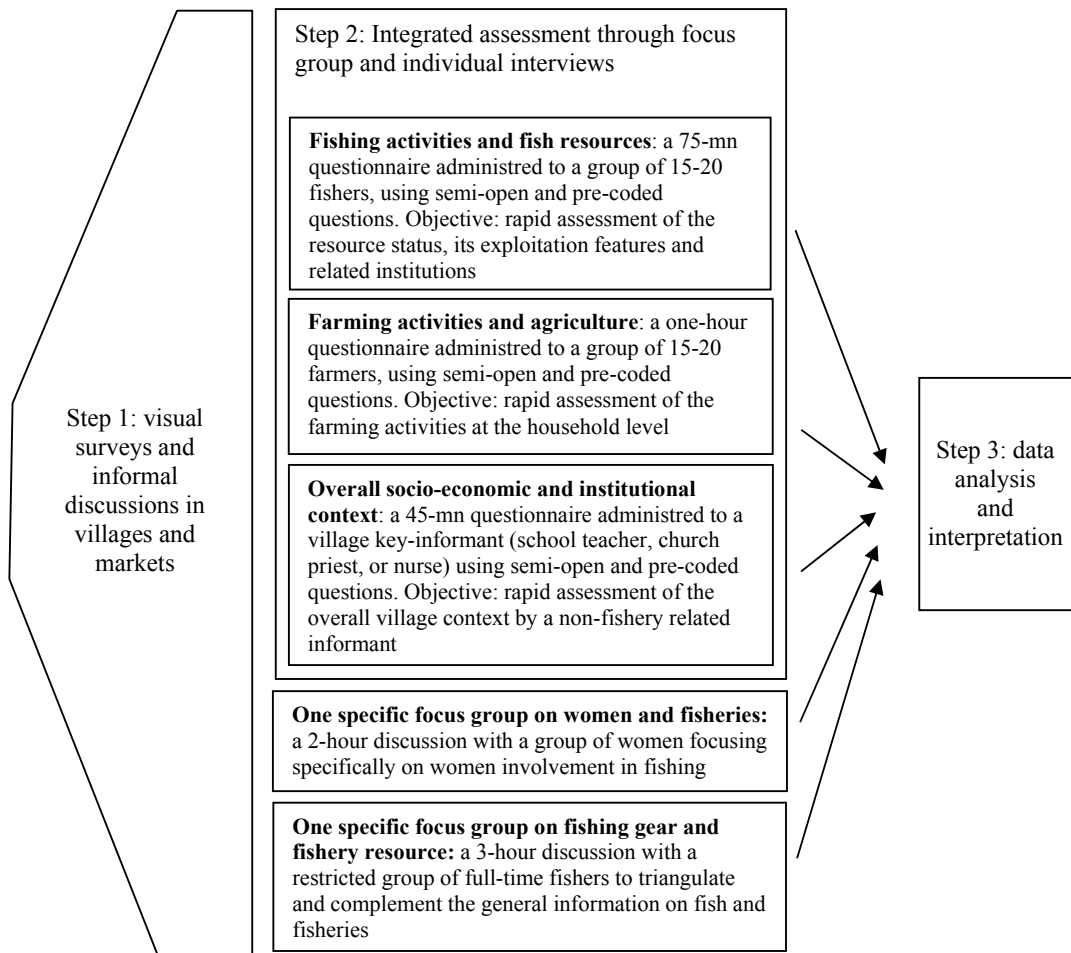 Step 1: visual
surveys and
informal
discussions in
villages and
markets
Step 2: Integrated assessment through focus
group and individual interviews
Fishing activities and fish resources: a 75-mn
questionnaire administred to a group of 15-20
fishers, using semi-open and pre-coded
questions. Objective: rapid assessment of the
resource status, its exploitation features and
related institutions
Farming activities and agriculture: a one-hour
questionnaire administred to a group of 15-20
farmers, using semi-open and pre-coded
questions. Objective: rapid assessment of the
farming activities at the household level
Overall socio-economic and institutional
context: a 45-mn questionnaire administred to a
village key-informant (school teacher, church
priest, or nurse) using semi-open and pre-coded
questions. Objective: rapid assessment of the
overall village context by a non-fishery related
informant
One specific focus group on women and fisheries:
a 2-hour discussion with a group of women focusing
specifically on women involvement in fishing
One specific focus group on fishing gear and
fishery resource: a 3-hour discussion with a
restricted group of full-time fishers to triangulate
and complement the general information on fish and
fisheries
Step 3: data
analysis
and
interpretation